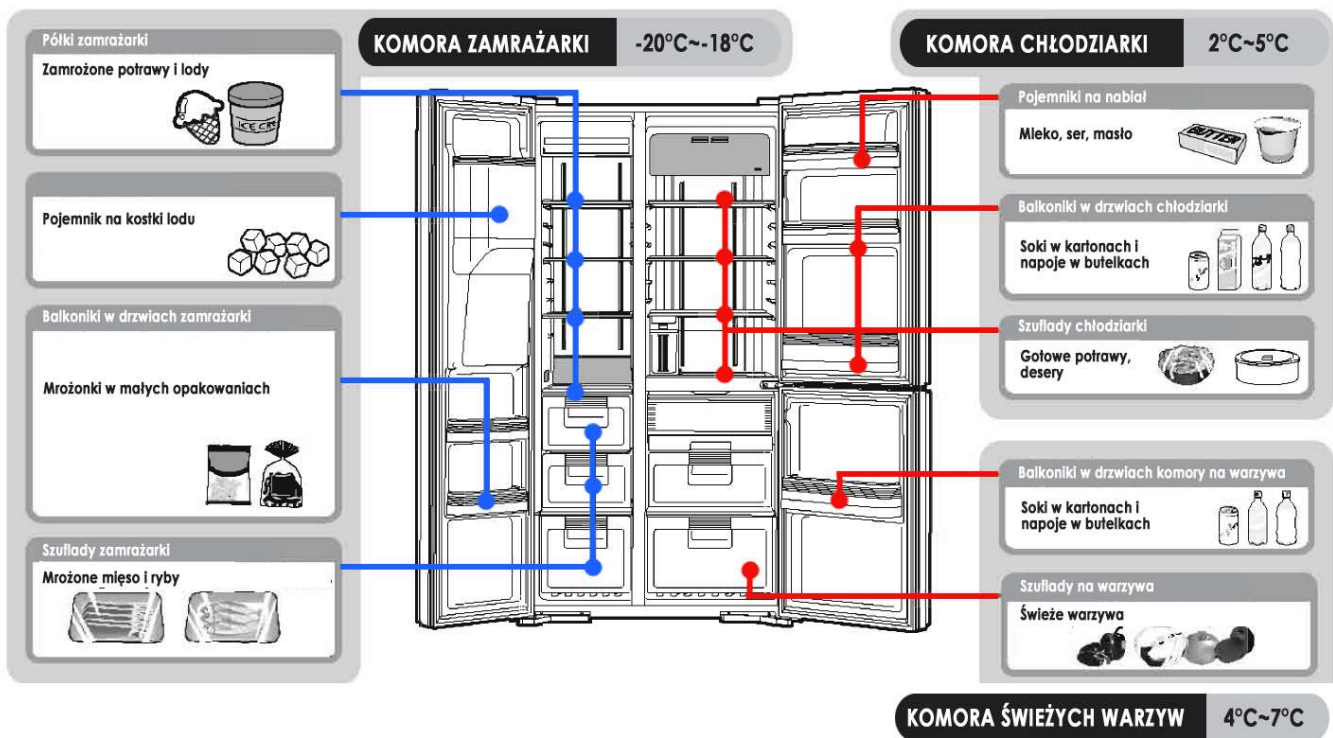 KOMORA ZAMRAŻARKI -20°C~-18°C
Półki zamrażarki
Zamrożone potrawy i lody
ICE CRE
Pojemnik na kostki lodu
Balkoniki w drzwiach zamrażarki
Mrożonki w małych opakowaniach
Szuflady zamrażarki
Mrożone mięso i ryby
KOMORA CHŁODZIARKI 2°C~5°C
Pojemniki na nabiał
Mleko, ser, masło
BUTTER
Balkoniki w drzwiach chłodziarki
Soki w kartonach i
napoje w butelkach
Szuflady chłodziarki
Gotowe potrawy,
desery
Balkoniki w drzwiach komory na warzywa
Soki w kartonach i
napoje w butelkach
Szuflady na warzywa
Świeże warzywa
KOMORA ŚWIEŻYCH WARZYW 4°C~7°C